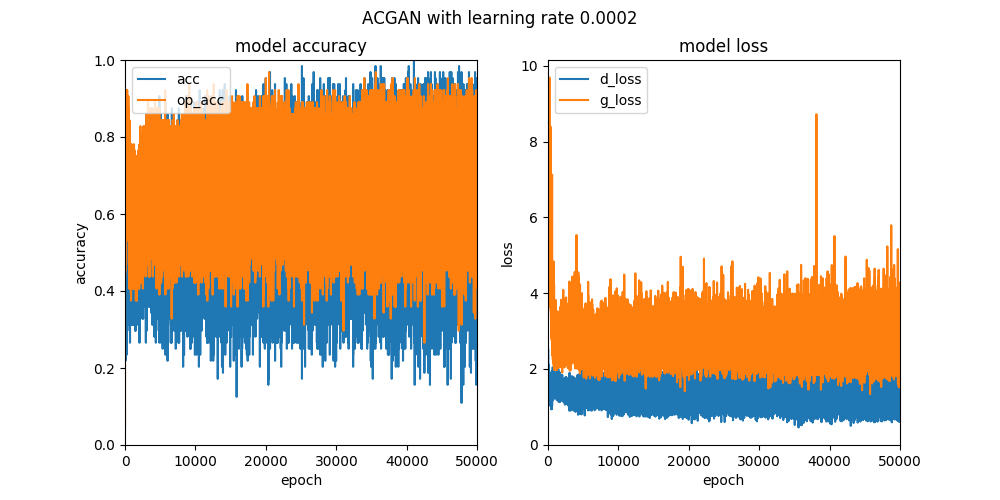 ACGAN with learning rate 0.0002
model accuracy
acc
op_acc
accuracy
1.0
0.8
0.6
0.4
0.2
0.0
0
10000
20000
30000
40000
50000
epoch
model loss
d_loss
g_loss
loss
10
8
6
4
2
0
0
10000
20000
30000
40000
50000
epoch